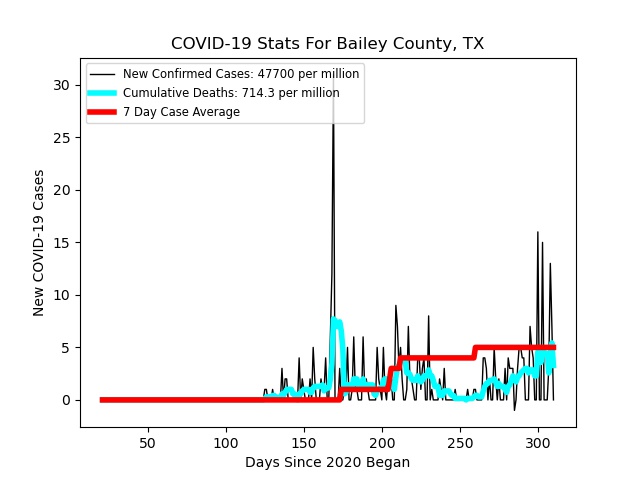 COVID-19 Stats For Bailey County, TX
New Confirmed Cases: 47700 per million
Cumulative Deaths: 714.3 per million
7 Day Case Average
New COVID-19 Cases
30
25
20
15
10
5
0
50 100 150 200 250 300
Days Since 2020 Began